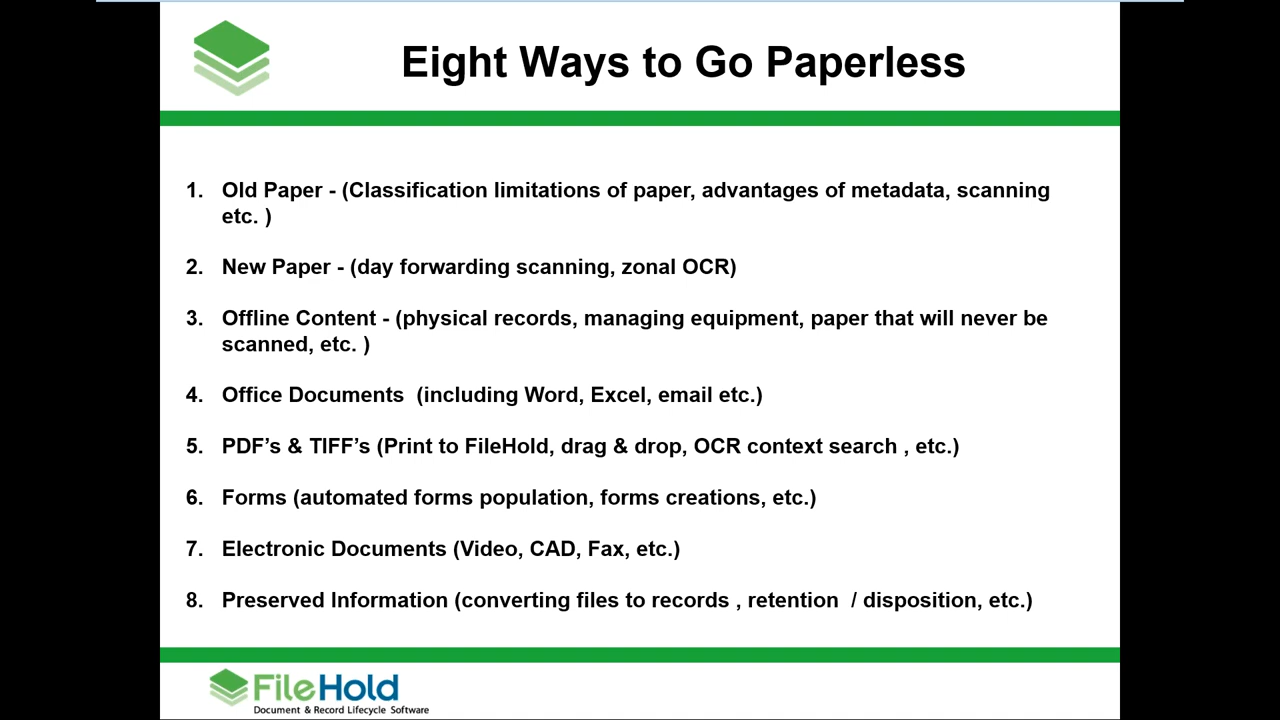 Eight Ways to Go Paperless
1. Old Paper - (Classification limitations of paper, advantages of metadata, scanning
etc. )
2. New Paper - (day forwarding scanning, zonal OCR)
3. Offline Content - (physical records, managing equipment, paper that will never be
scanned, etc. )
4. Office Documents  (including Word, Excel, email etc.)
5. PDF’s & TIFF’s (Print to FileHold, drag & drop, OCR context search , etc.)
6. Forms (automated forms population, forms creations, etc.)
7. Electronic Documents (Video, CAD, Fax, etc.)
8. Preserved Information (converting files to records , retention  / disposition, etc.)
FileHold
Document & Record Lifecycle Software